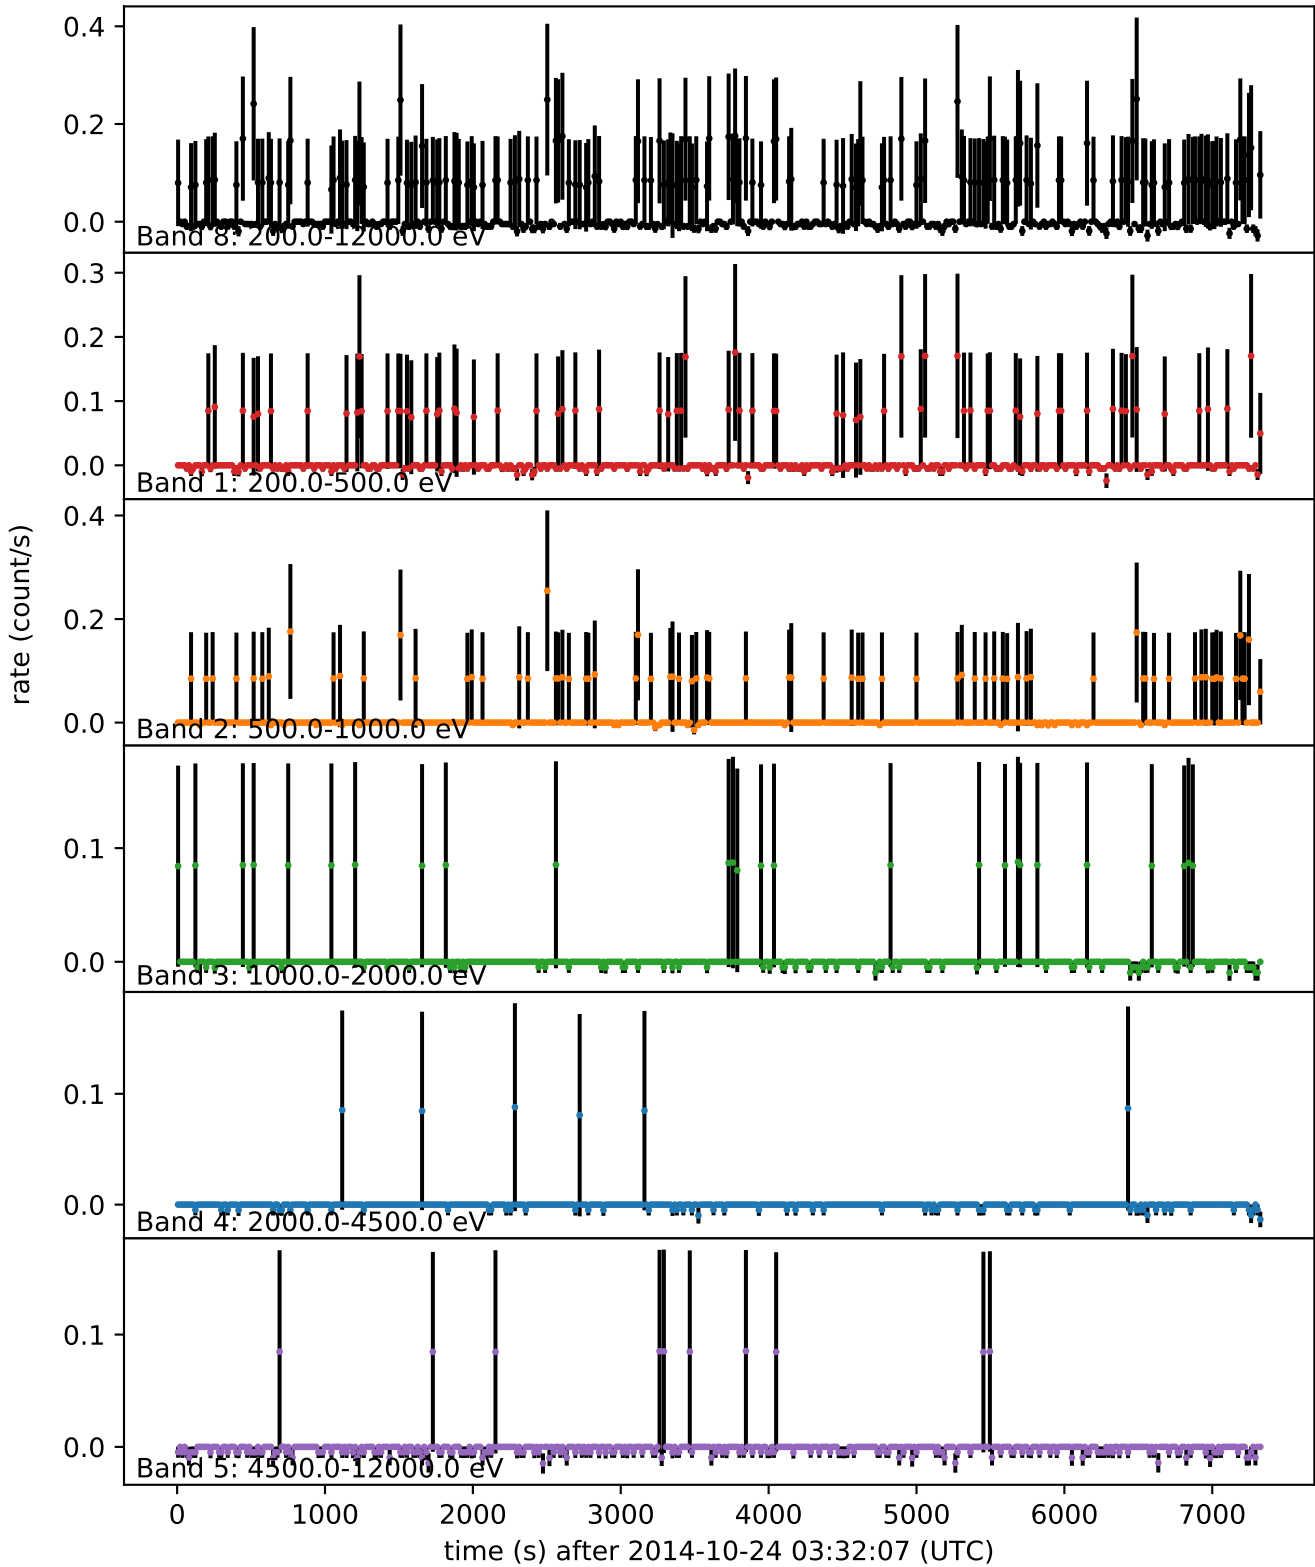 0.4
0.2
0.0
Band 8: 200.0-12000.0 eV
0.3
0.2
0.1
0.0
Band 1: 200.0-500.0 eV
0.4
0.2
0.0
Band 2: 500.0-1000.0 eV
0.1
0.0
Band 3: 1000.0-2000.0 eV
0.1
0.0
Band 4: 2000.0-4500.0 eV
0.1
0.0
Band 5: 4500.0-12000.0 eV
rate (count/s)
0 1000 2000 3000 4000 5000 6000 7000
time (s) after 2014-10-24 03:32:07 (UTC)